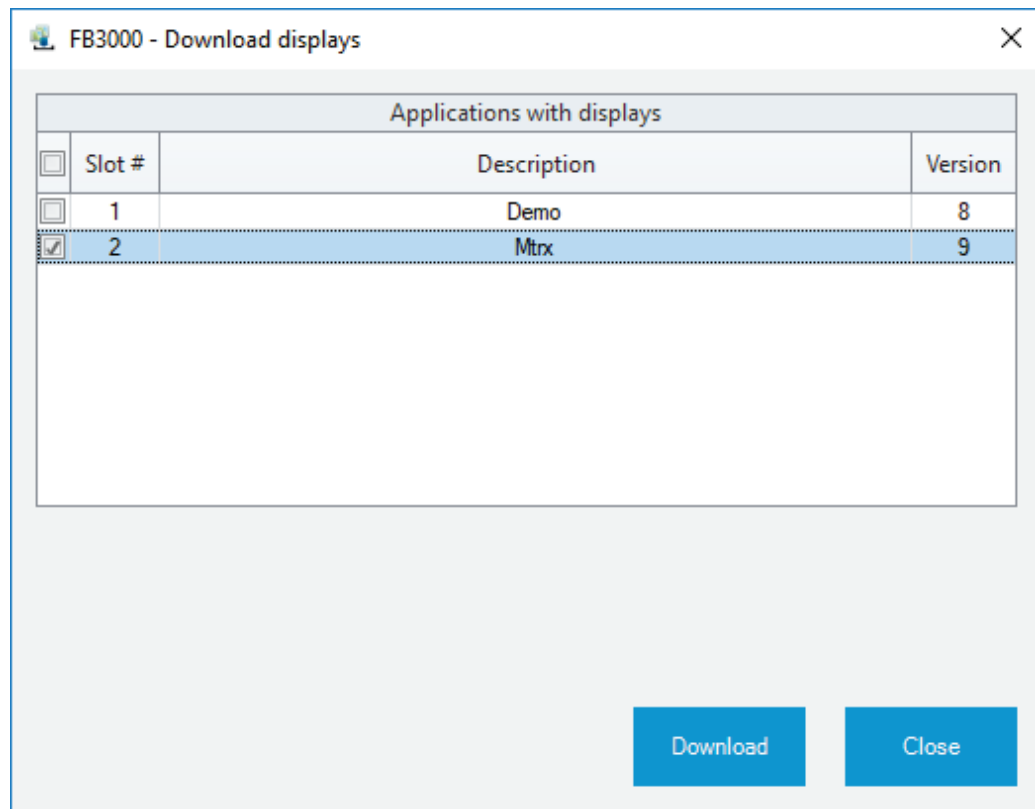 FB3000 - Download displays
Applications with displays
Slot # Description Version
1 Demo 8
2 Mtrx 9
Download Close